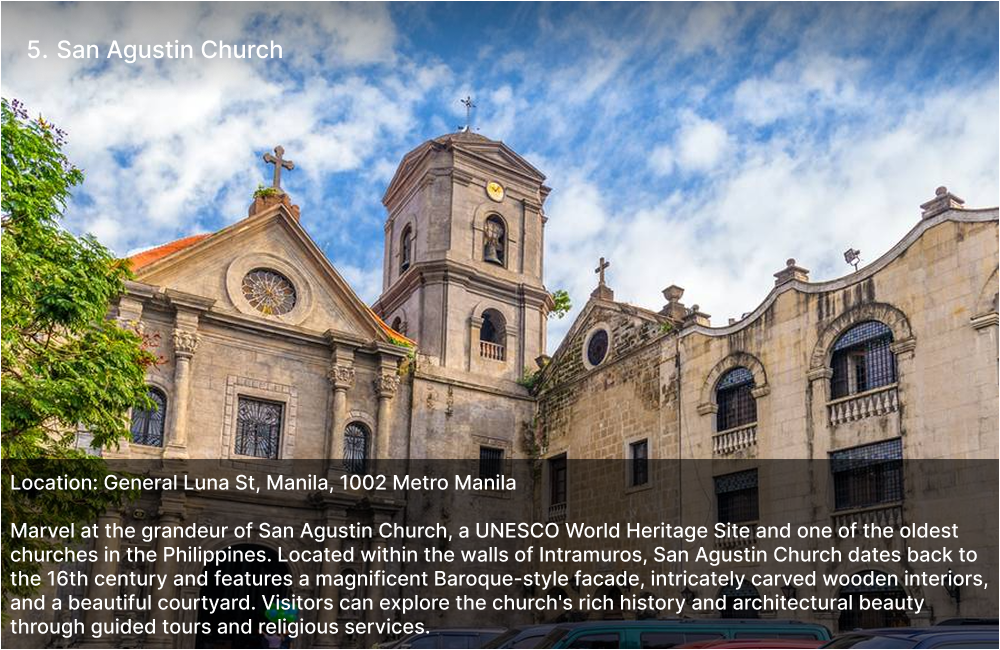 5. San Agustin Church
Location: General Luna St, Manila, 1002 Metro Manila
Marvel at the grandeur of San Agustin Church, a UNESCO World Heritage Site and one of the oldest
churches in the Philippines. Located within the walls of Intramuros, San Agustin Church dates back to
the 16th century and features a magnificent Baroque-style facade, intricately carved wooden interiors,
and a beautiful courtyard. Visitors can explore the church's rich history and architectural beauty
through guided tours and religious services.